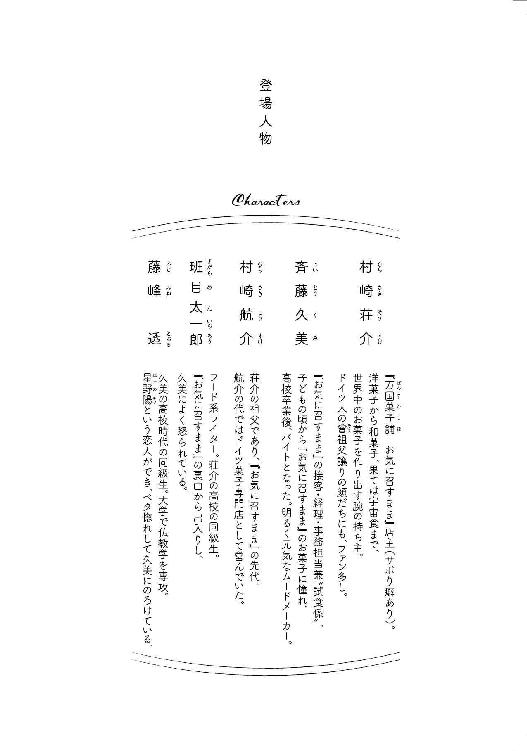 登場人物
Characters
村崎荘介
『万国菓子舗 お気に召すまま』店主(サボり癖あり)。
洋菓子から和菓子、果ては宇宙食まで、
世界中のお菓子を作り出す腕の持ち主。
ドイツ人の曾祖父譲りの顔だちにも、ファン多し。
斉藤久美
『お気に召すまま』の接客・経理・事務担当兼“試食係”。
子どもの頃から『お気に召すまま』のお菓子に憧れ、
高校卒業後、バイトとなった。明るく元気なムードメーカー。
村崎航介
荘介の祖父であり、『お気に召すまま』の先代。
航介の代ではドイツ菓子専門店として営んでいた。
班目太一郎
フード系ライター。荘介の高校の同級生。
『お気に召すまま』の裏口から出入りし、
久美によく怒られている。
藤峰透
久美の高校時代の同級生。大学で仏教学を専攻。
星野陽という恋人ができ、ベタ惚れして久美にのろけている。